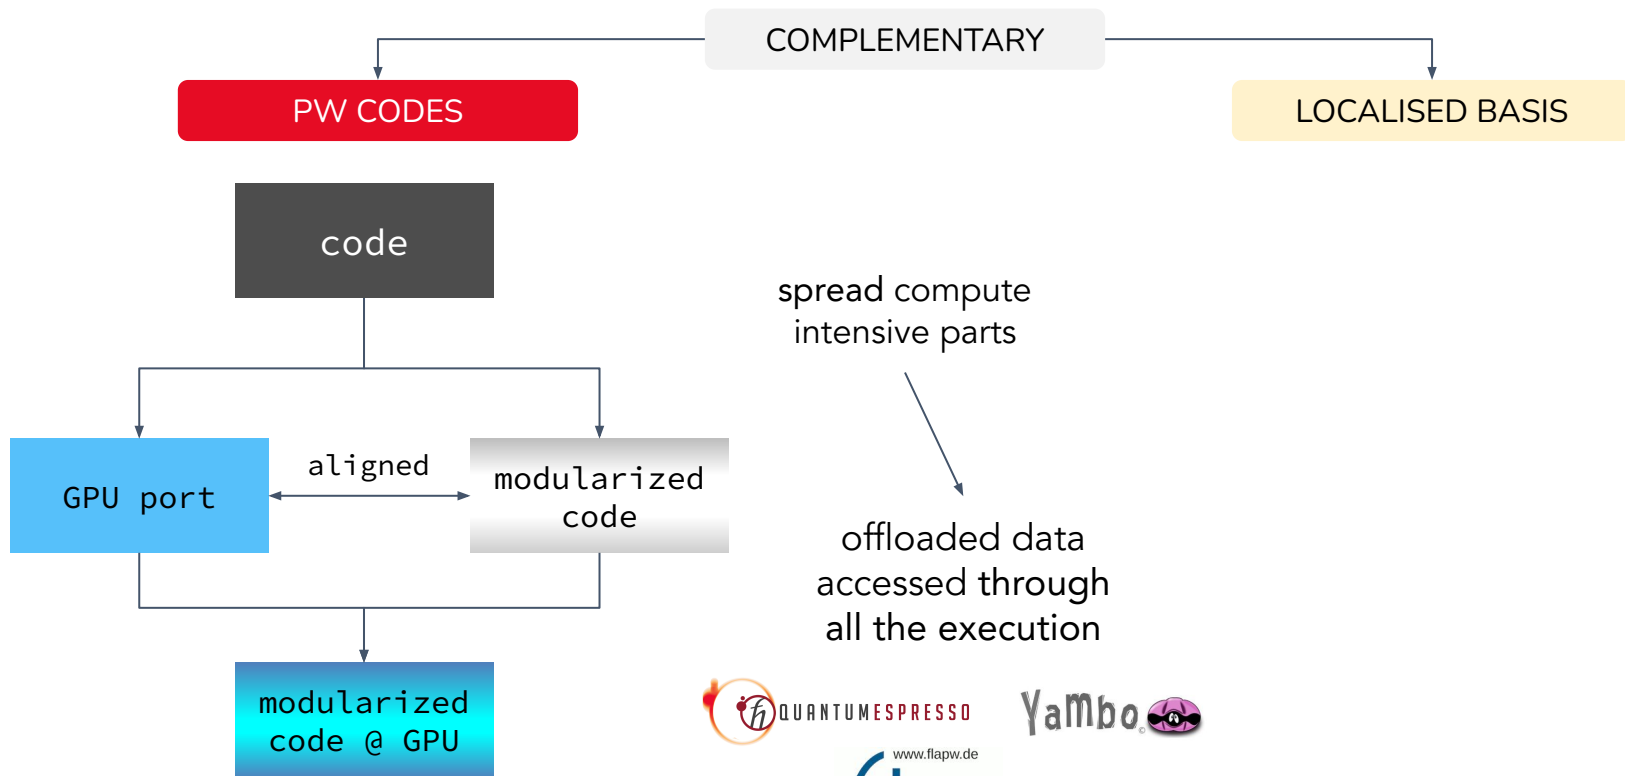 COMPLEMENTARY
PW CODES
LOCALISED BASIS
code
spread compute
intensive parts
GPU port
aligned
modularized
code
offloaded data
accessed through
all the execution
modularized
code @ GPU
QUANTUMESPRESSO
Yambo
www.flapw.de